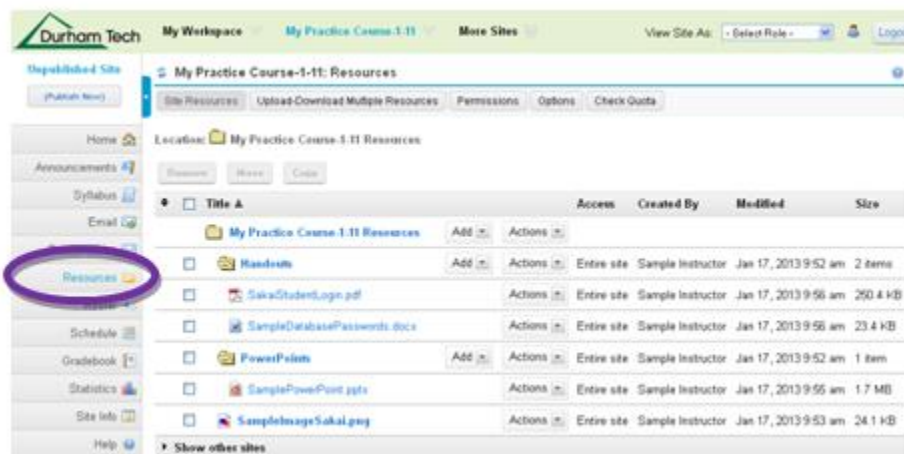 Durham Tech
My Workspace My Practice Course-1-11 More Sites View Site As: - Select Role -
Unpublished Site
(Publish Now)
My Practice Course-1-11: Resources
Site Resources Upload-Download Multiple Resources Permissions Options Check Quota
Home
Announcements
Syllabus
Email
Resources
Schedule
Gradebook
Statistics
Site Info
Help
Location: My Practice Course-1-11 Resources
Remove Move Copy
Title Access Created By Modified Size
My Practice Course-1-11 Resources Add Actions
Handouts Add Actions Entire site Sample Instructor Jan 17, 2013 9:52 am 2 items
SakaiStudentLogin.pdf Actions Entire site Sample Instructor Jan 17, 2013 9:56 am 250.4 KB
SampleDatabasePasswords.docx Actions Entire site Sample Instructor Jan 17, 2013 9:56 am 23.4 KB
PowerPoints Add Actions Entire site Sample Instructor Jan 17, 2013 9:52 am 1 item
SamplePowerPoint.pptx Actions Entire site Sample Instructor Jan 17, 2013 9:55 am 1.7 MB
SampleImageSakai.png Actions Entire site Sample Instructor Jan 17, 2013 9:53 am 24.1 KB
Show other sites